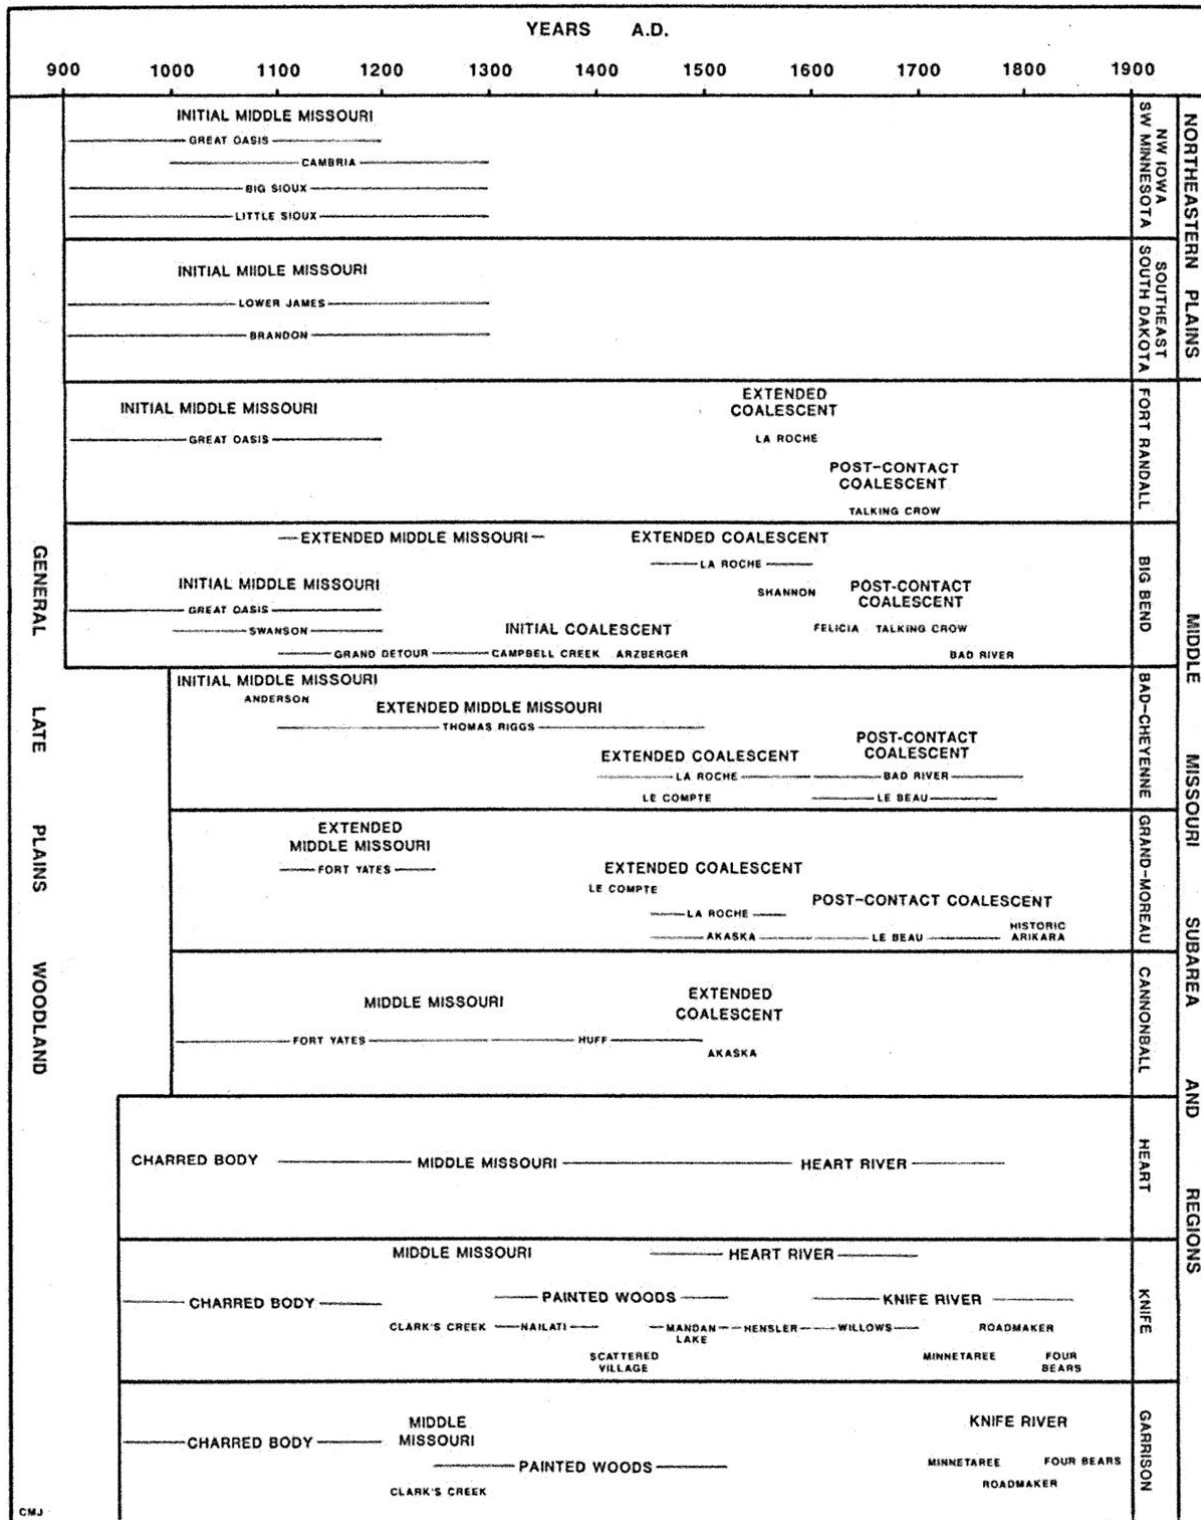 YEARS A.D.
900 1000 1100 1200 1300 1400 1500 1600 1700 1800 1900
GENERAL LATE PLAINS WOODLAND
NORTHEASTERN PLAINS
NW IOWA
SW MINNESOTA
INITIAL MIDDLE MISSOURI
GREAT OASIS
CAMBRIA
BIG SIOUX
LITTLE SIOUX
SOUTHEAST
SOUTH DAKOTA
INITIAL MIIDLE MISSOURI
LOWER JAMES
BRANDON
MIDDLE MISSOURI SUBAREA AND REGIONS
FORT RANDALL
INITIAL MIDDLE MISSOURI
GREAT OASIS
EXTENDED
COALESCENT
LA ROCHE
POST-CONTACT
COALESCENT
TALKING CROW
BIG BEND
EXTENDED MIDDLE MISSOURI
EXTENDED COALESCENT
LA ROCHE
INITIAL MIDDLE MISSOURI
SHANNON
POST-CONTACT
COALESCENT
GREAT OASIS
SWANSON
INITIAL COALESCENT
FELICIA TALKING CROW
GRAND DETOUR CAMPBELL CREEK ARZBERGER BAD RIVER
BAD-CHEYENNE
INITIAL MIDDLE MISSOURI
ANDERSON
EXTENDED MIDDLE MISSOURI
THOMAS RIGGS
POST-CONTACT
COALESCENT
EXTENDED COALESCENT
LA ROCHE BAD RIVER
LE COMPTE LE BEAU
GRAND-MOREAU
EXTENDED
MIDDLE MISSOURI
FORT YATES
EXTENDED COALESCENT
LE COMPTE
POST-CONTACT COALESCENT
LA ROCHE
HISTORIC
ARIKARA
AKASKA LE BEAU
CANNONBALL
MIDDLE MISSOURI
EXTENDED
COALESCENT
FORT YATES HUFF
AKASKA
HEART
CHARRED BODY MIDDLE MISSOURI HEART RIVER
KNIFE
MIDDLE MISSOURI HEART RIVER
CHARRED BODY PAINTED WOODS KNIFE RIVER
CLARK'S CREEK NAILATI MANDAN
LAKE
HENSLER WILLOWS ROADMAKER
SCATTERED
VILLAGE
MINNETAREE
FOUR
BEARS
GARRISON
MIDDLE
MISSOURI
KNIFE RIVER
CHARRED BODY
PAINTED WOODS
MINNETAREE FOUR BEARS
ROADMAKER
CLARK'S CREEK
CMJ